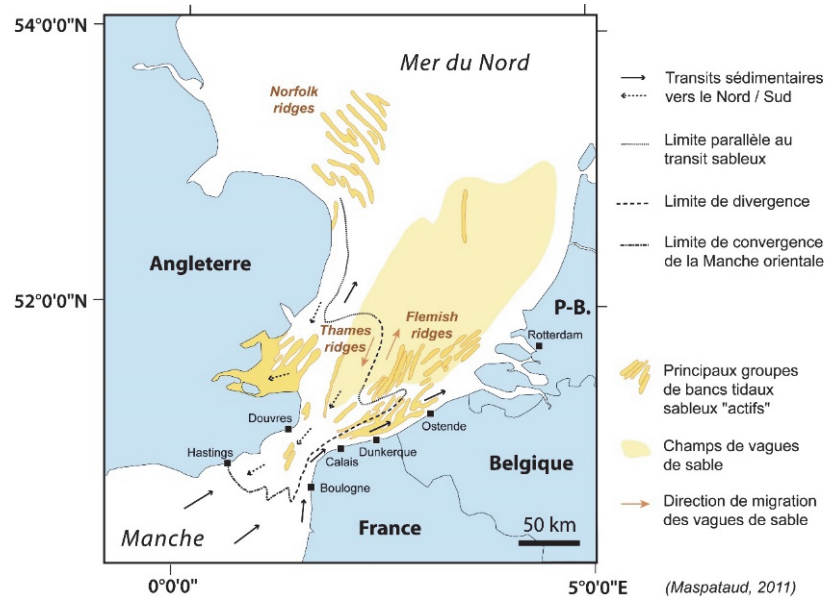 54°0'0"N
Mer du Nord
Norfolk
ridges
Angleterre
52°0'0"N
P-B.
Thames
ridges
Flemish
ridges
Rotterdam
Douvres
Ostende
Hastings
Calais
Dunkerque
Belgique
Boulogne
Manche
France
50 km
0°0'0"
5°0'0"E
Transits sédimentaires
vers le Nord / Sud
Limite parallèle au
transit sableux
Limite de divergence
Limite de convergence
de la Manche orientale
Principaux groupes
de bancs tidaux
sableux "actifs"
Champs de vagues
de sable
Direction de migration
des vagues de sable
(Maspataud, 2011)